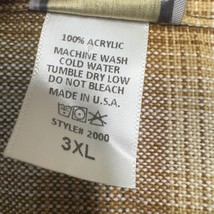 100% ACRYLIC
MACHINE WASH
COLD WATER
TUMBLE DRY LOW
DO NOT BLEACH
MADE IN U.S.A.
STYLE# 2000
3XL